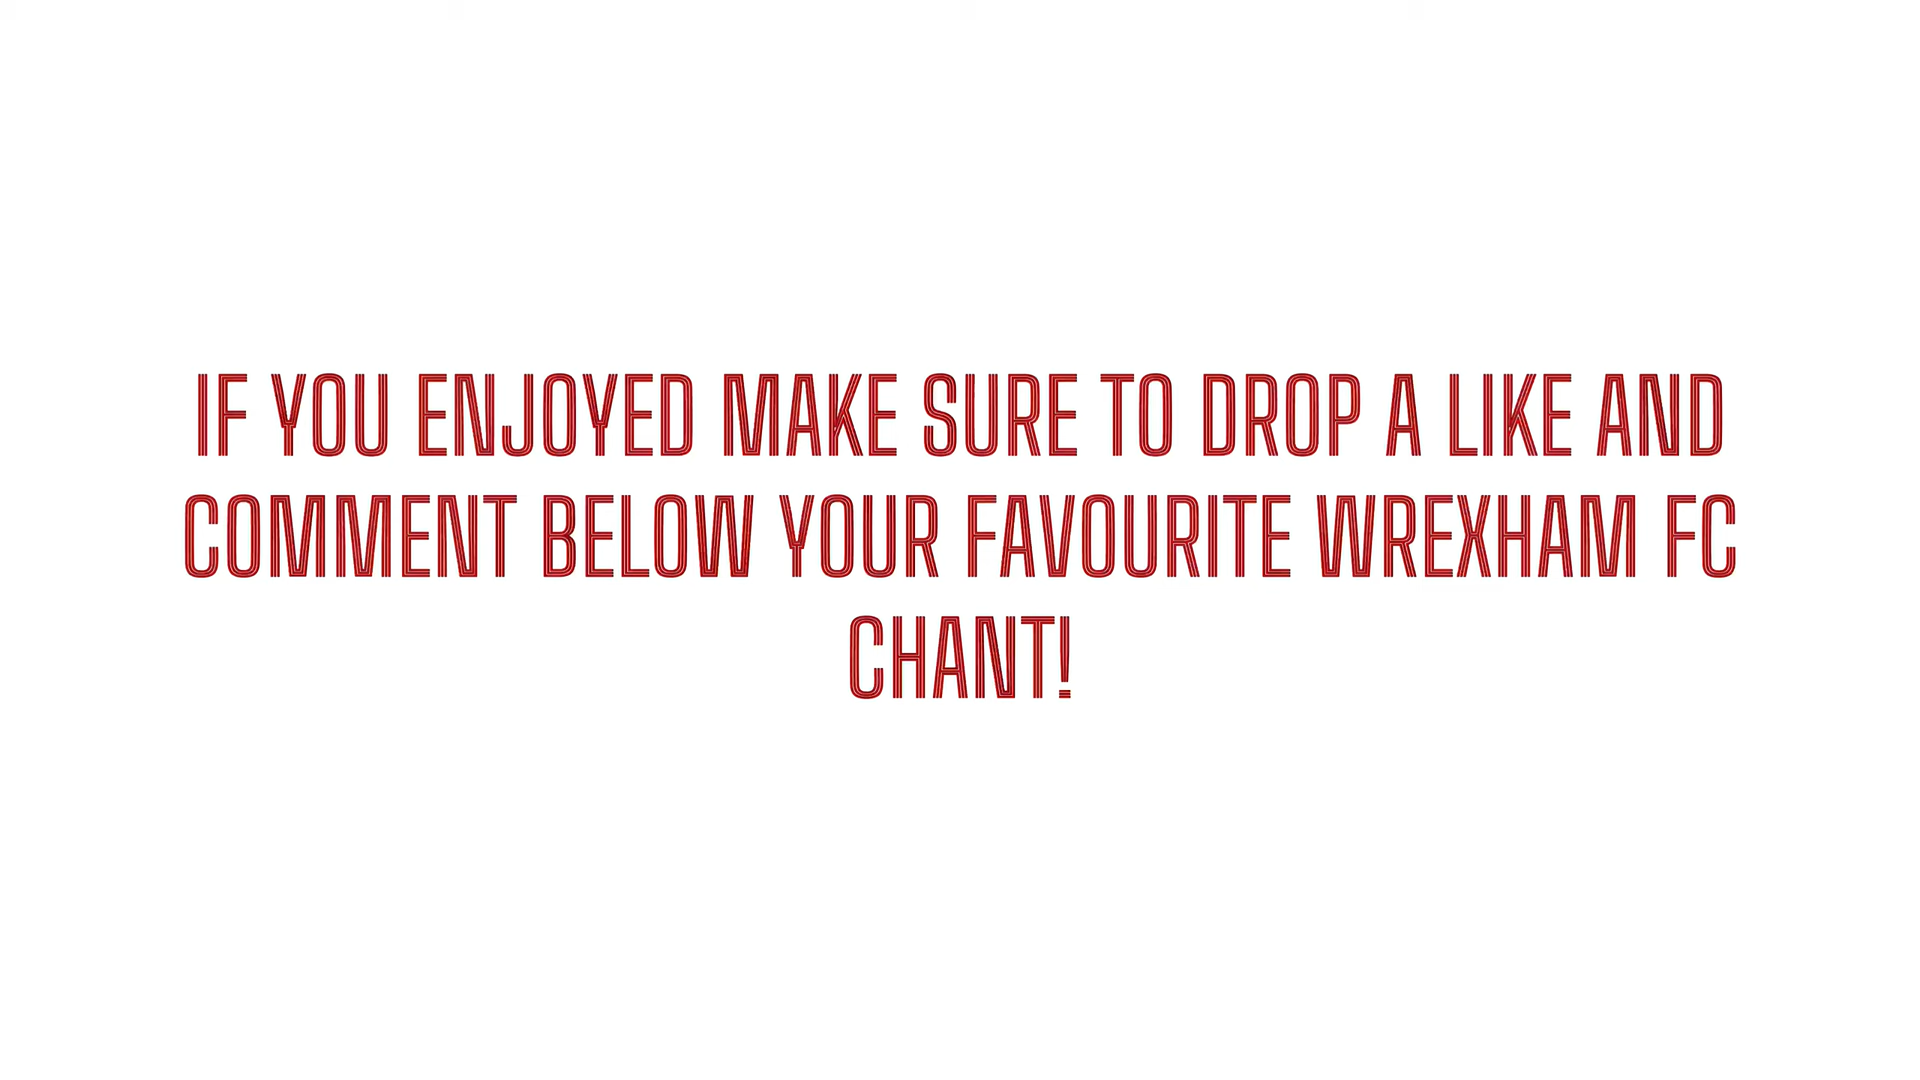 IF YOU ENJOYED MAKE SURE TO DROP A LIKE AND
COMMENT BELOW YOUR FAVOURITE WREXHAM FC
CHANT!